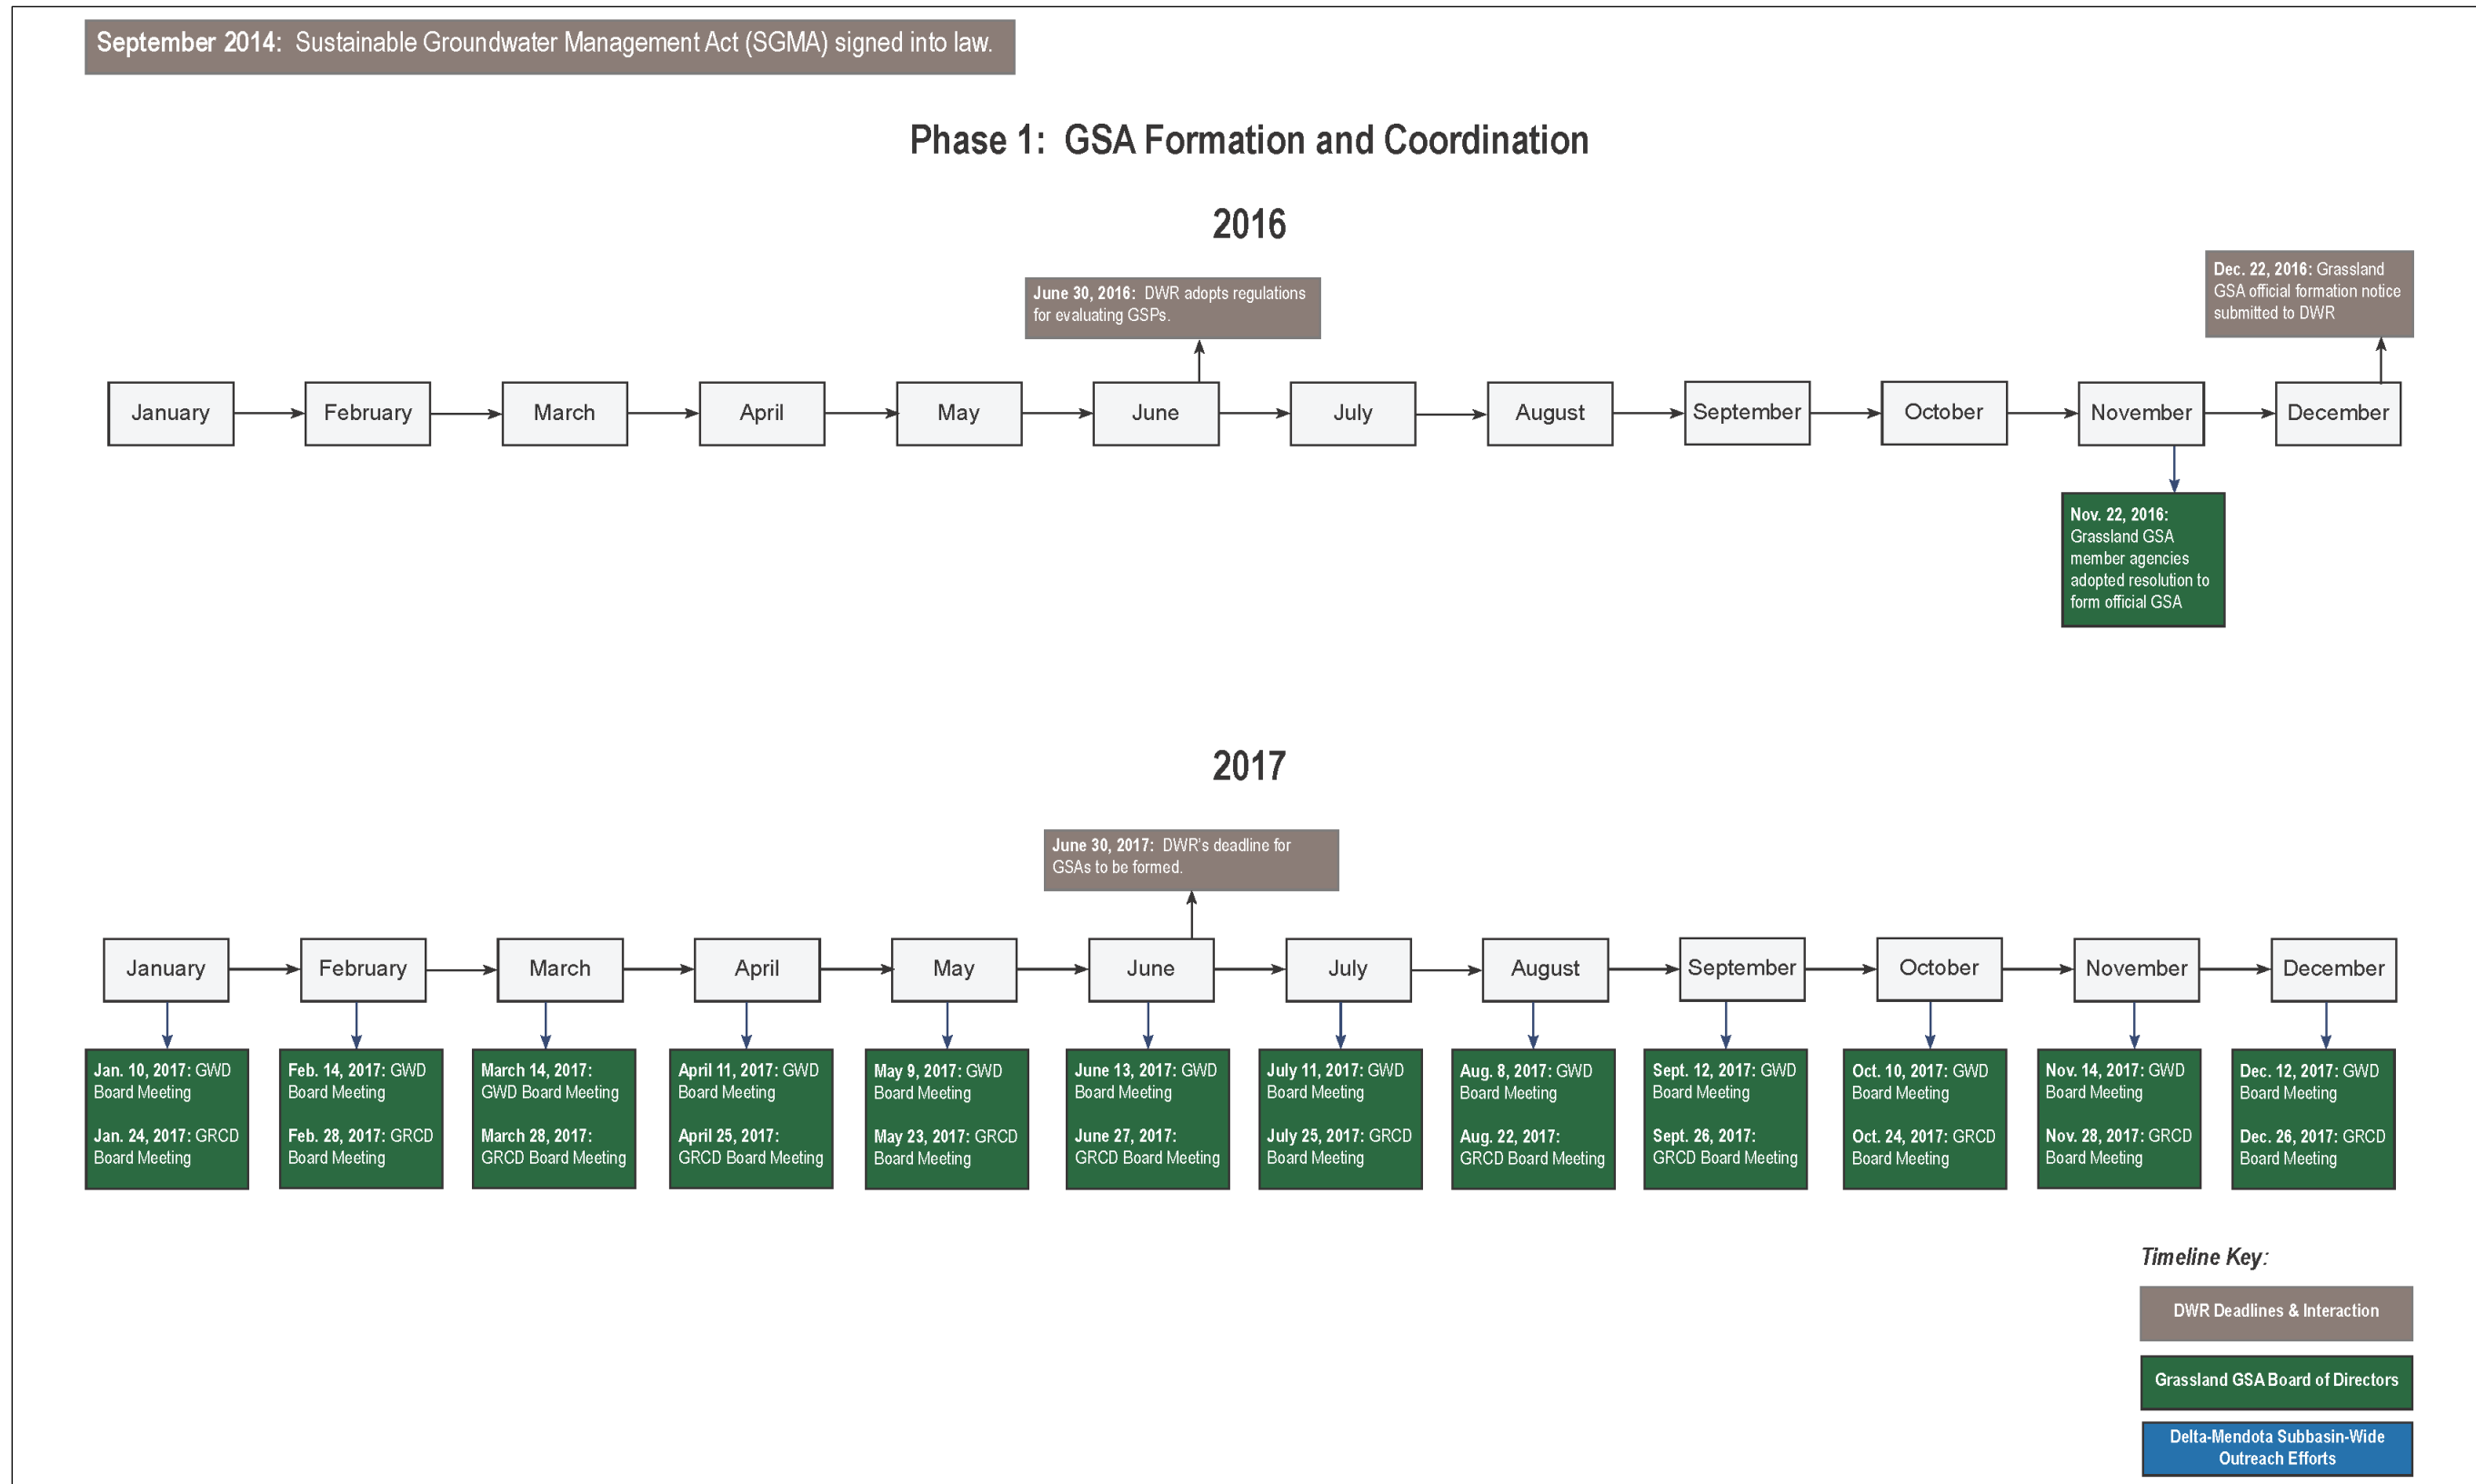 September 2014: Sustainable Groundwater Management Act (SGMA) signed into law.
Phase 1: GSA Formation and Coordination
2016
June 30, 2016: DWR adopts regulations
for evaluating GSPs.
Dec. 22, 2016: Grassland
GSA official formation notice
submitted to DWR
January
February
March
April
May
June
July
August
September
October
November
December
Nov. 22, 2016:
Grassland GSA
member agencies
adopted resolution to
form official GSA
2017
June 30, 2017: DWR's deadline for
GSAs to be formed.
January
February
March
April
May
June
July
August
September
October
November
December
Jan. 10, 2017: GWD
Board Meeting
Jan. 24, 2017: GRCD
Board Meeting
Feb. 14, 2017: GWD
Board Meeting
Feb. 28, 2017: GRCD
Board Meeting
March 14, 2017:
GWD Board Meeting
March 28, 2017:
GRCD Board Meeting
April 11, 2017: GWD
Board Meeting
April 25, 2017:
GRCD Board Meeting
May 9, 2017: GWD
Board Meeting
May 23, 2017: GRCD
Board Meeting
June 13, 2017: GWD
Board Meeting
June 27, 2017:
GRCD Board Meeting
July 11, 2017: GWD
Board Meeting
July 25, 2017: GRCD
Board Meeting
Aug. 8, 2017: GWD
Board Meeting
Aug. 22, 2017:
GRCD Board Meeting
Sept. 12, 2017: GWD
Board Meeting
Sept. 26, 2017:
GRCD Board Meeting
Oct. 10, 2017: GWD
Board Meeting
Oct. 24, 2017: GRCD
Board Meeting
Nov. 14, 2017: GWD
Board Meeting
Nov. 28, 2017: GRCD
Board Meeting
Dec. 12, 2017: GWD
Board Meeting
Dec. 26, 2017: GRCD
Board Meeting
Timeline Key:
DWR Deadlines & Interaction
Grassland GSA Board of Directors
Delta-Mendota Subbasin-Wide
Outreach Efforts